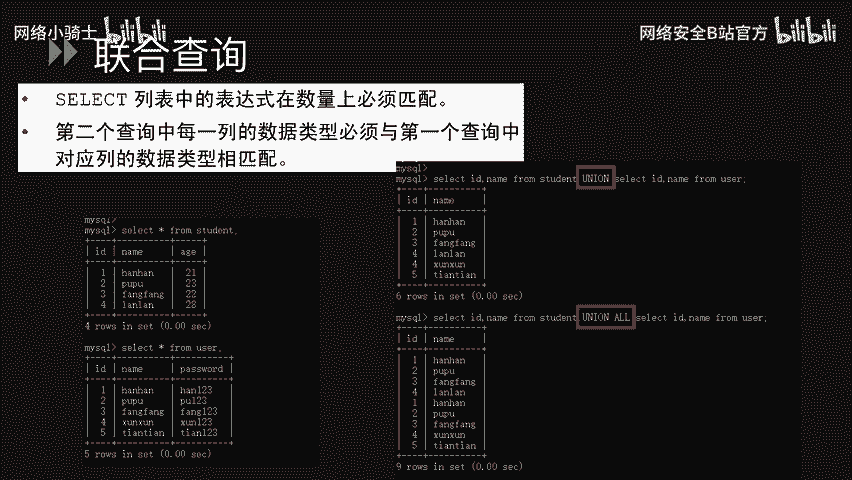 网络小骑士 bilibili
网络安全B站官方 bilibili
联合查询
• SELECT 列表中的表达式在数量上必须匹配。
• 第二个查询中每一列的数据类型必须与第一个查询中
对应列的数据类型相匹配。
mysql>
mysql> select * from student;
| id | name | age |
| 1 | hanhan | 21 |
| 2 | pupu | 23 |
| 3 | fangfang | 22 |
| 4 | lanlan | 28 |
4 rows in set (0.00 sec)
mysql> select * from user;
| id | name | password |
| 1 | hanhan | han123 |
| 2 | pupu | pu123 |
| 3 | fangfang | fang123 |
| 4 | xunxun | xun123 |
| 5 | tiantian | tian123 |
5 rows in set (0.00 sec)
mysql>
mysql> select id,name from student UNION select id,name from user;
| id | name |
| 1 | hanhan |
| 2 | pupu |
| 3 | fangfang |
| 4 | lanlan |
| 4 | xunxun |
| 5 | tiantian |
6 rows in set (0.00 sec)
mysql> select id,name from student UNION ALL select id,name from user;
| id | name |
| 1 | hanhan |
| 2 | pupu |
| 3 | fangfang |
| 4 | lanlan |
| 1 | hanhan |
| 2 | pupu |
| 3 | fangfang |
| 4 | xunxun |
| 5 | tiantian |
9 rows in set (0.00 sec)